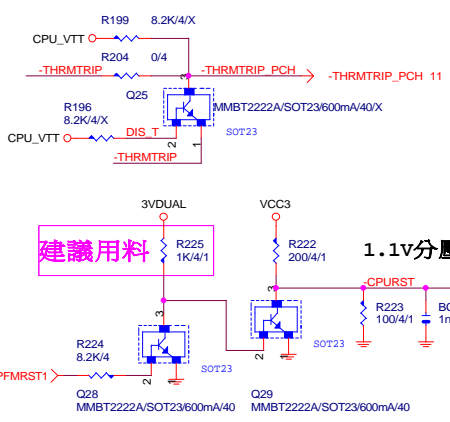 R199 8.2K/4/X
CPU_VTT
R204 0/4
-THRMTRIP -THRMTRIP_PCH -THRMTRIP_PCH 11
3
Q25
R196
8.2K/4/X
MMBT2222A/SOT23/600mA/40/X
CPU_VTT DIS_T SOT23
2 1
-THRMTRIP
3VDUAL VCC3
建議用料
R225
1K/4/1
R222
200/4/1
1.1V分
-CPURST
3 3
R223
100/4/1
R224
8.2K/4
SOT23
2
SOT23
PFMRST1
2 1
Q28
MMBT2222A/SOT23/600mA/40
Q29
MMBT2222A/SOT23/600mA/40